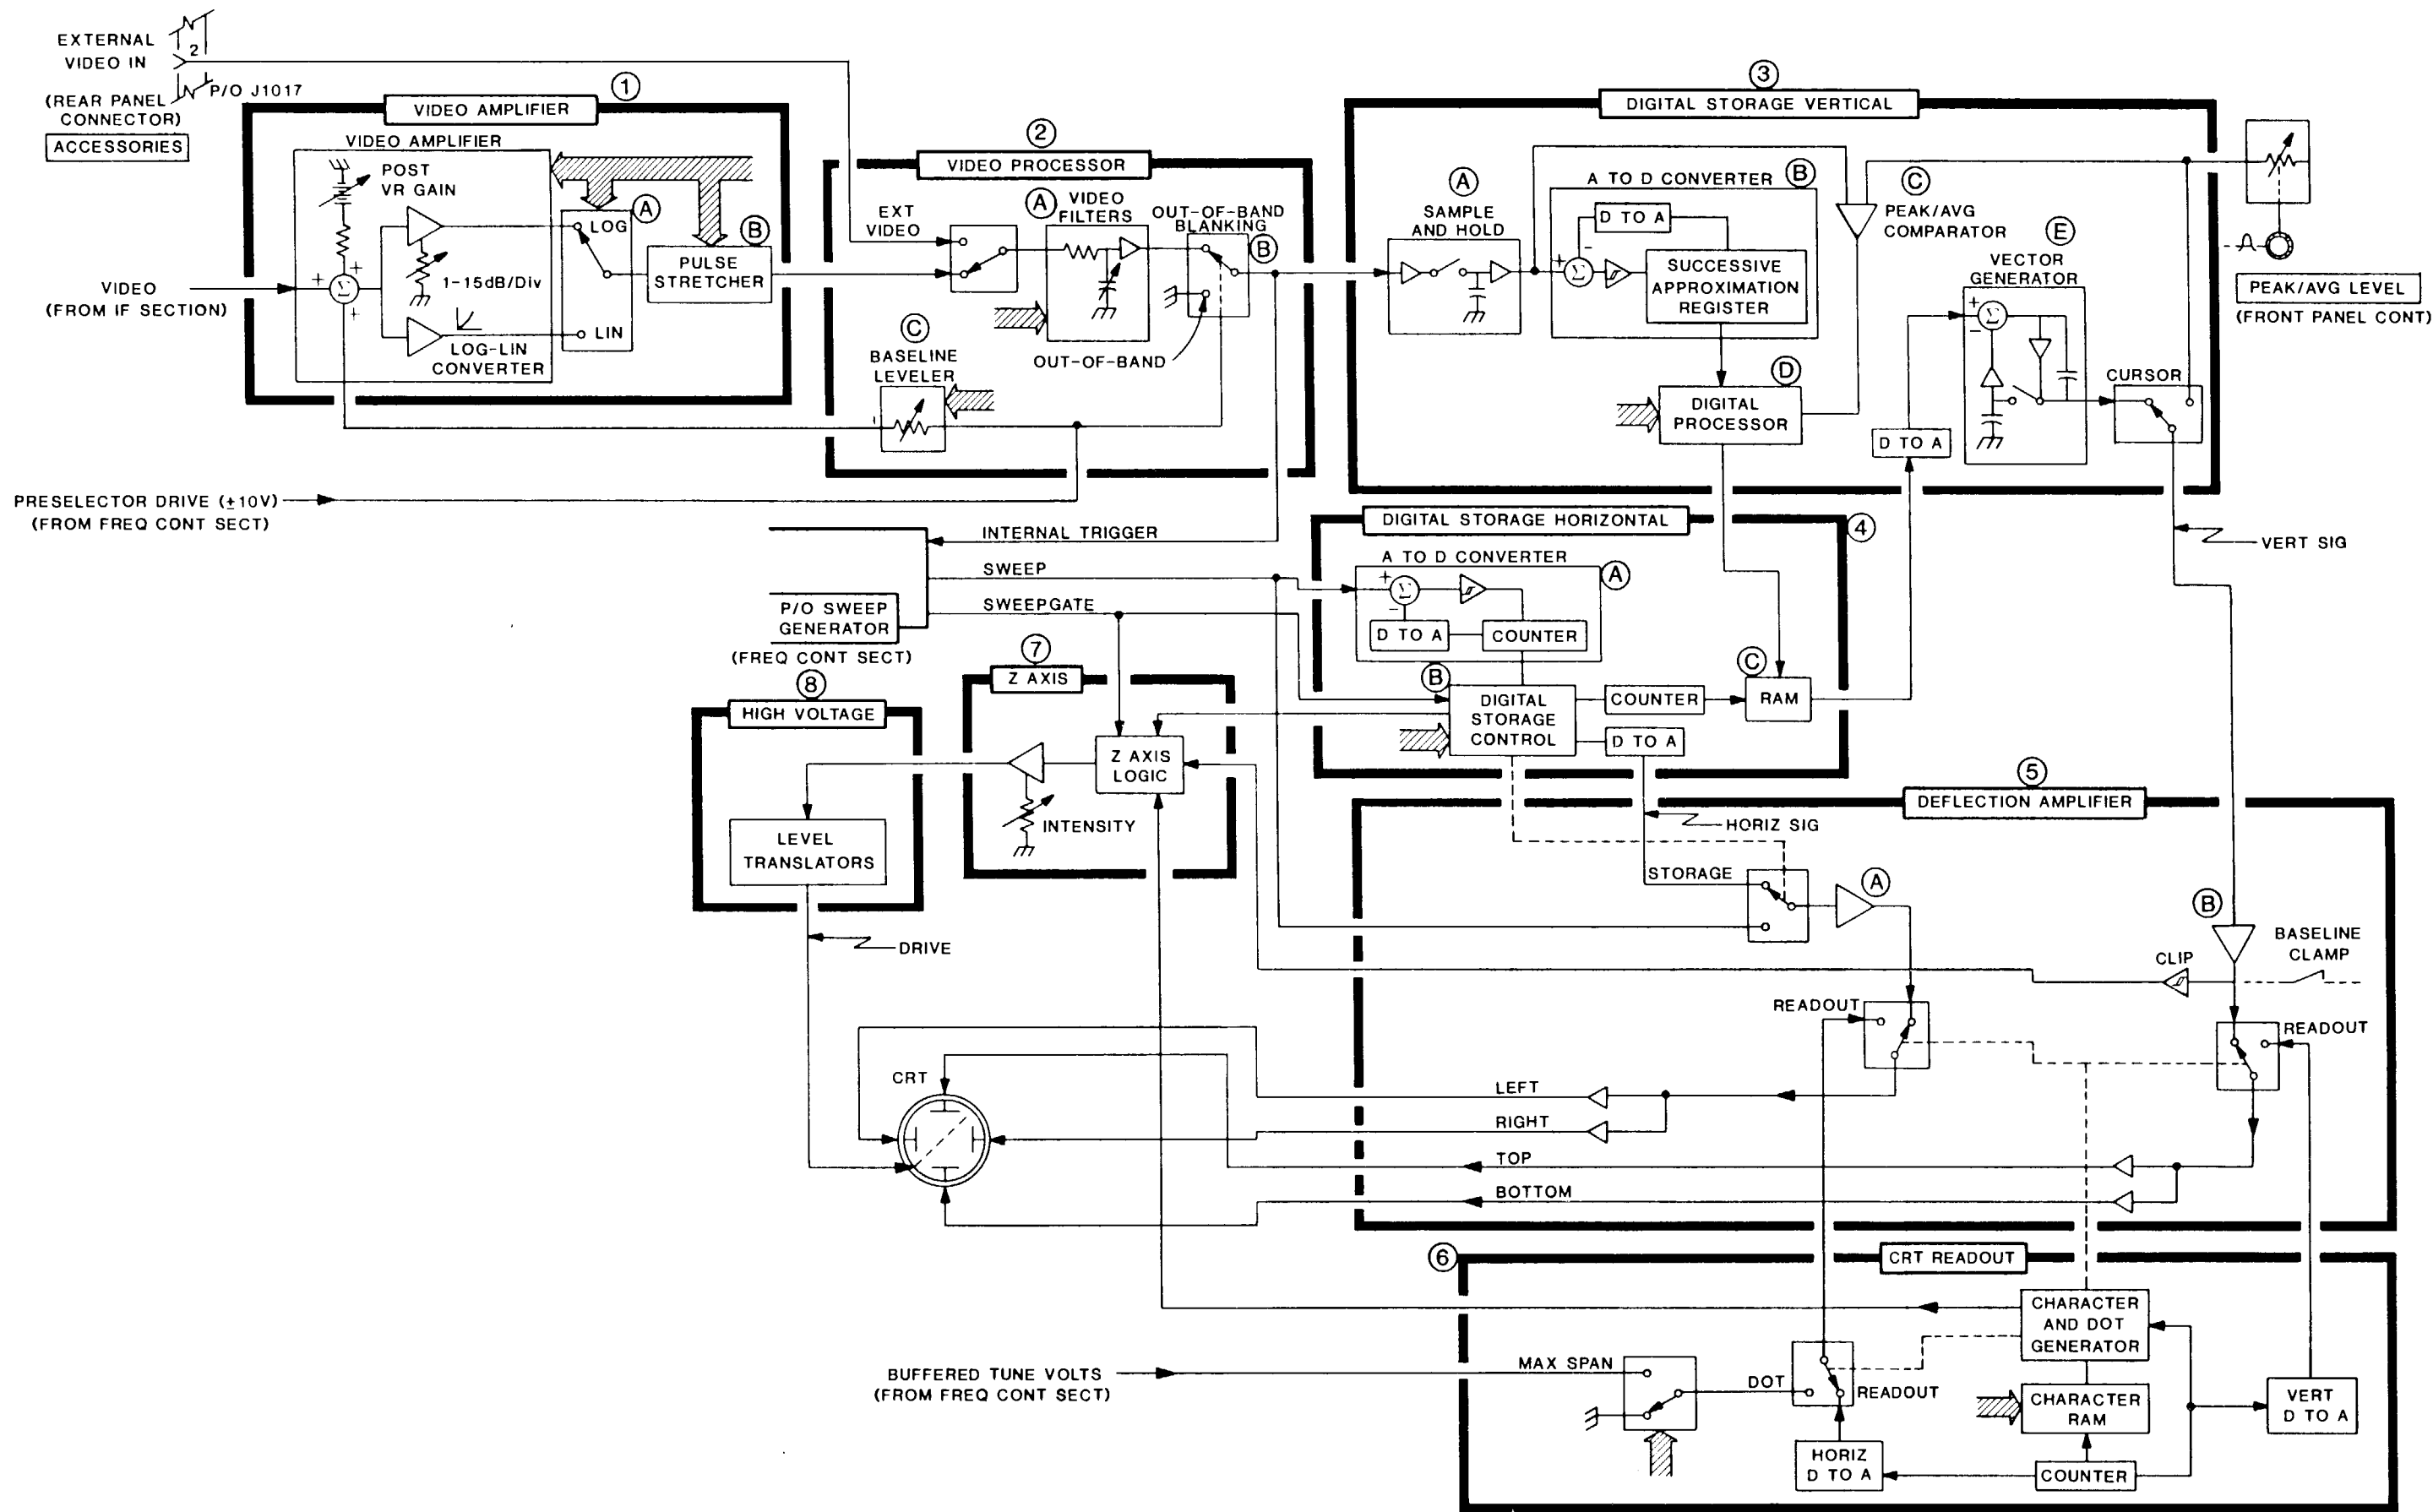 EXTERNAL
VIDEO IN
2
(REAR PANEL
CONNECTOR)
P/O J1017
ACCESSORIES
1
VIDEO AMPLIFIER
VIDEO AMPLIFIER
POST
VR GAIN
+
+
Σ
+
1-15dB/Div
LOG-LIN
CONVERTER
A
LOG
LIN
B
PULSE
STRETCHER
VIDEO
(FROM IF SECTION)
2
VIDEO PROCESSOR
EXT
VIDEO
A
VIDEO
FILTERS
OUT-OF-BAND
BLANKING
B
OUT-OF-BAND
C
BASELINE
LEVELER
PRESELECTOR DRIVE (±10V)
(FROM FREQ CONT SECT)
3
DIGITAL STORAGE VERTICAL
A
SAMPLE
AND HOLD
A TO D CONVERTER
B
D TO A
+
-
Σ
SUCCESSIVE
APPROXIMATION
REGISTER
C
PEAK/AVG
COMPARATOR
D
DIGITAL
PROCESSOR
E
VECTOR
GENERATOR
+
-
Σ
D TO A
CURSOR
PEAK/AVG LEVEL
(FRONT PANEL CONT)
VERT SIG
INTERNAL TRIGGER
SWEEP
SWEEPGATE
P/O SWEEP
GENERATOR
(FREQ CONT SECT)
DIGITAL STORAGE HORIZONTAL
4
A TO D CONVERTER
A
+
Σ
-
D TO A
COUNTER
B
DIGITAL
STORAGE
CONTROL
COUNTER
C
RAM
D TO A
7
Z AXIS
Z AXIS
LOGIC
INTENSITY
8
HIGH VOLTAGE
LEVEL
TRANSLATORS
DRIVE
5
DEFLECTION AMPLIFIER
HORIZ SIG
STORAGE
A
B
BASELINE
CLAMP
CLIP
READOUT
READOUT
CRT
LEFT
RIGHT
TOP
BOTTOM
6
CRT READOUT
CHARACTER
AND DOT
GENERATOR
BUFFERED TUNE VOLTS
(FROM FREQ CONT SECT)
MAX SPAN
DOT
READOUT
CHARACTER
RAM
VERT
D TO A
HORIZ
D TO A
COUNTER